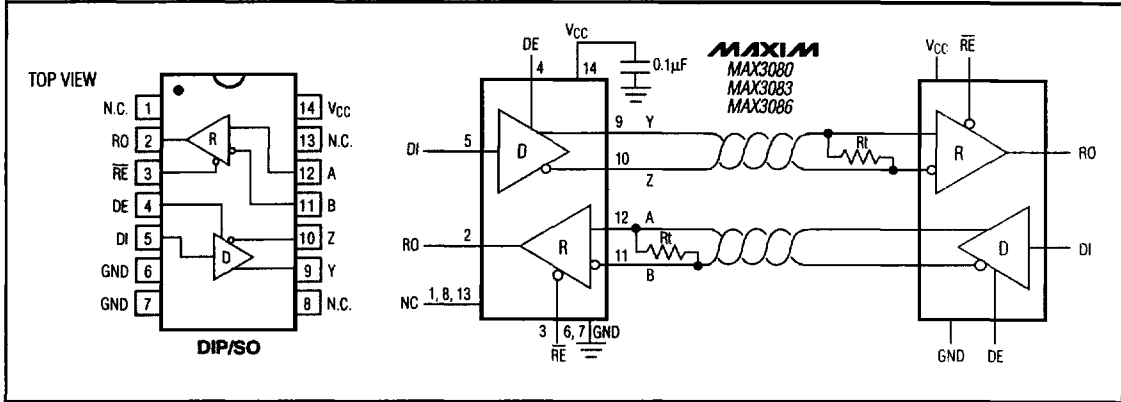 TOP VIEW
N.C. 1
RO 2
RE 3
DE 4
DI 5
GND 6
GND 7
14 VCC
13 N.C.
12 A
11 B
10 Z
9 Y
8 N.C.
R
D
DIP/SO
DE
4
VCC
14
0.1µF
MAXIM
MAX3080
MAX3083
MAX3086
DI 5
D
9 Y
10
Z
Rt
RO 2
R
12 A
Rt
11
B
NC 1, 8, 13
3 6, 7 GND
RE
VCC RE
R
RO
D
DI
GND DE